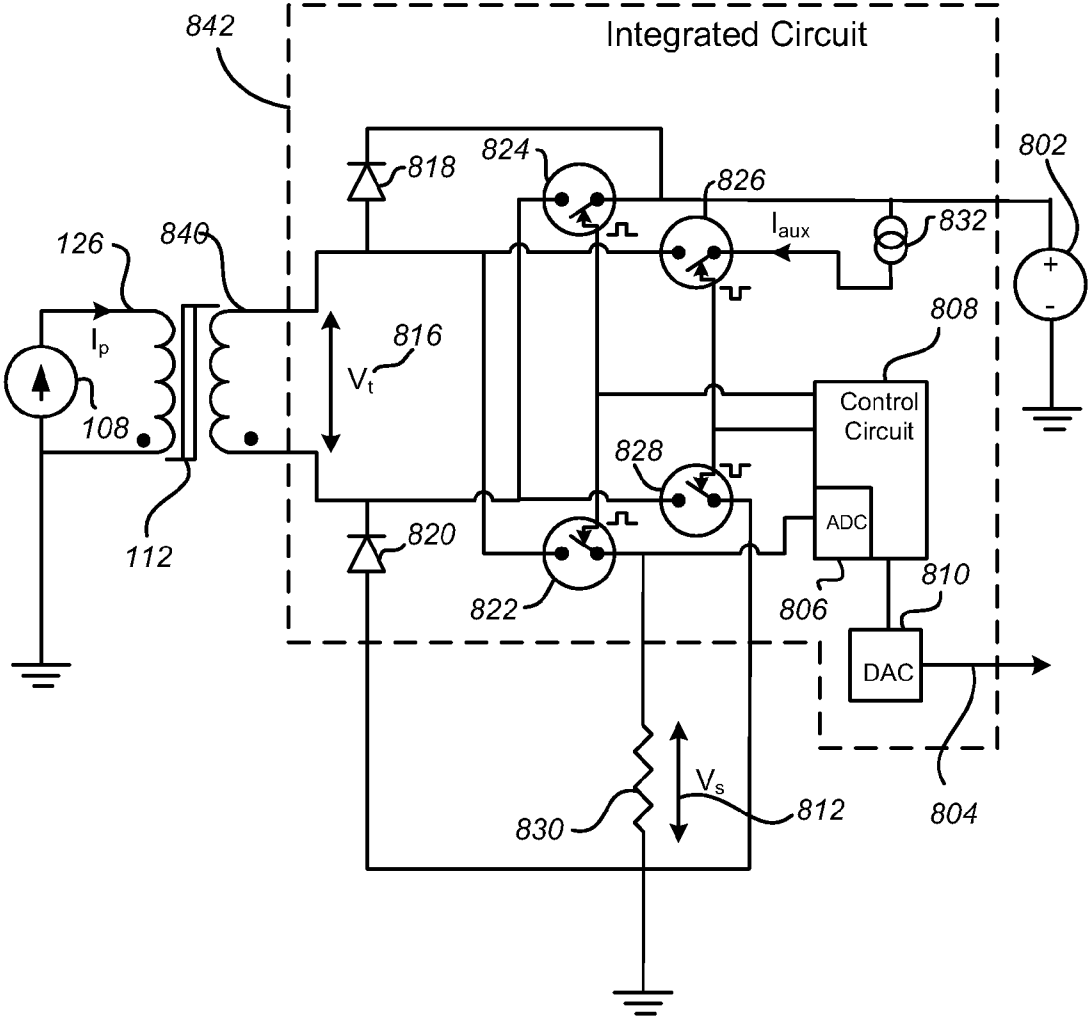 842
Integrated Circuit
824
818
826
802
126
840
Iaux
832
Ip
816
Vt
808
+
-
108
Control
Circuit
828
112
820
ADC
822
806
810
DAC
Vs
830
812
804